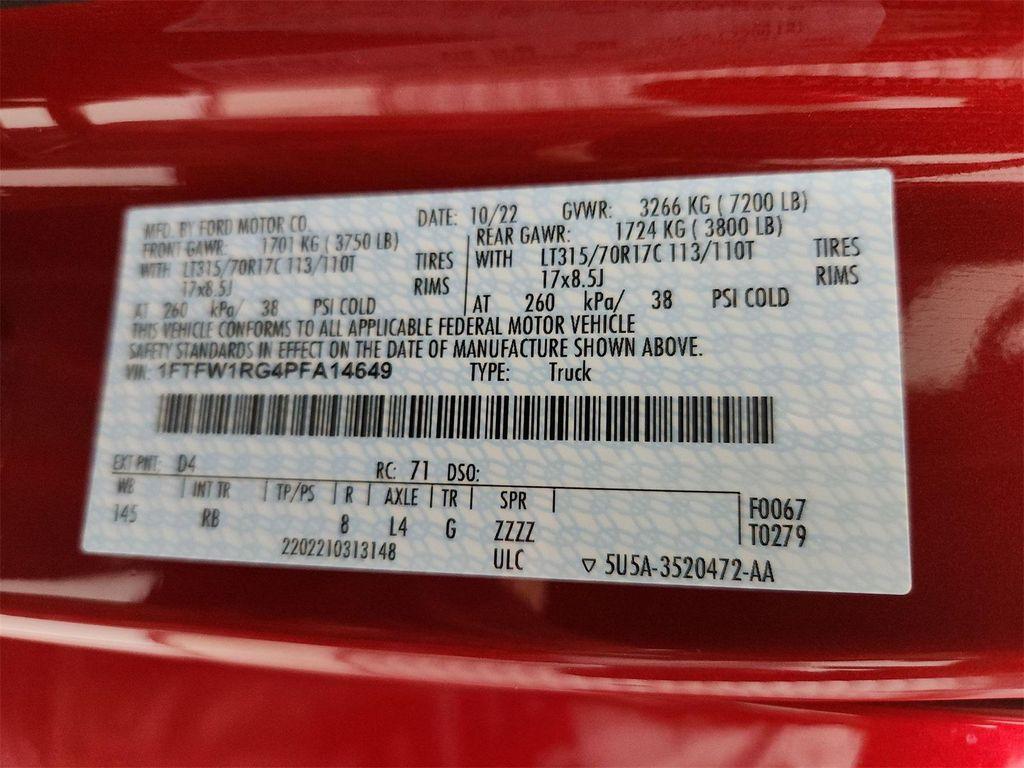 MFD. BY FORD MOTOR CO. DATE: 10/22 GVWR: 3266 KG ( 7200 LB)
FRONT GAWR: 1701 KG ( 3750 LB) REAR GAWR: 1724 KG ( 3800 LB)
WITH LT315/70R17C 113/110T TIRES WITH LT315/70R17C 113/110T TIRES
17x8.5J RIMS 17x8.5J RIMS
AT 260 kPa/ 38 PSI COLD AT 260 kPa/ 38 PSI COLD
THIS VEHICLE CONFORMS TO ALL APPLICABLE FEDERAL MOTOR VEHICLE
SAFETY STANDARDS IN EFFECT ON THE DATE OF MANUFACTURE SHOWN ABOVE.
VIN: 1FTFW1RG4PFA14649 TYPE: Truck
EXT PNT: D4 RC: 71 DSO:
WB INT TR TP/PS R AXLE TR SPR F0067
145 RB 8 L4 G ZZZZ T0279
2202210313148 ULC ▽ 5U5A-3520472-AA